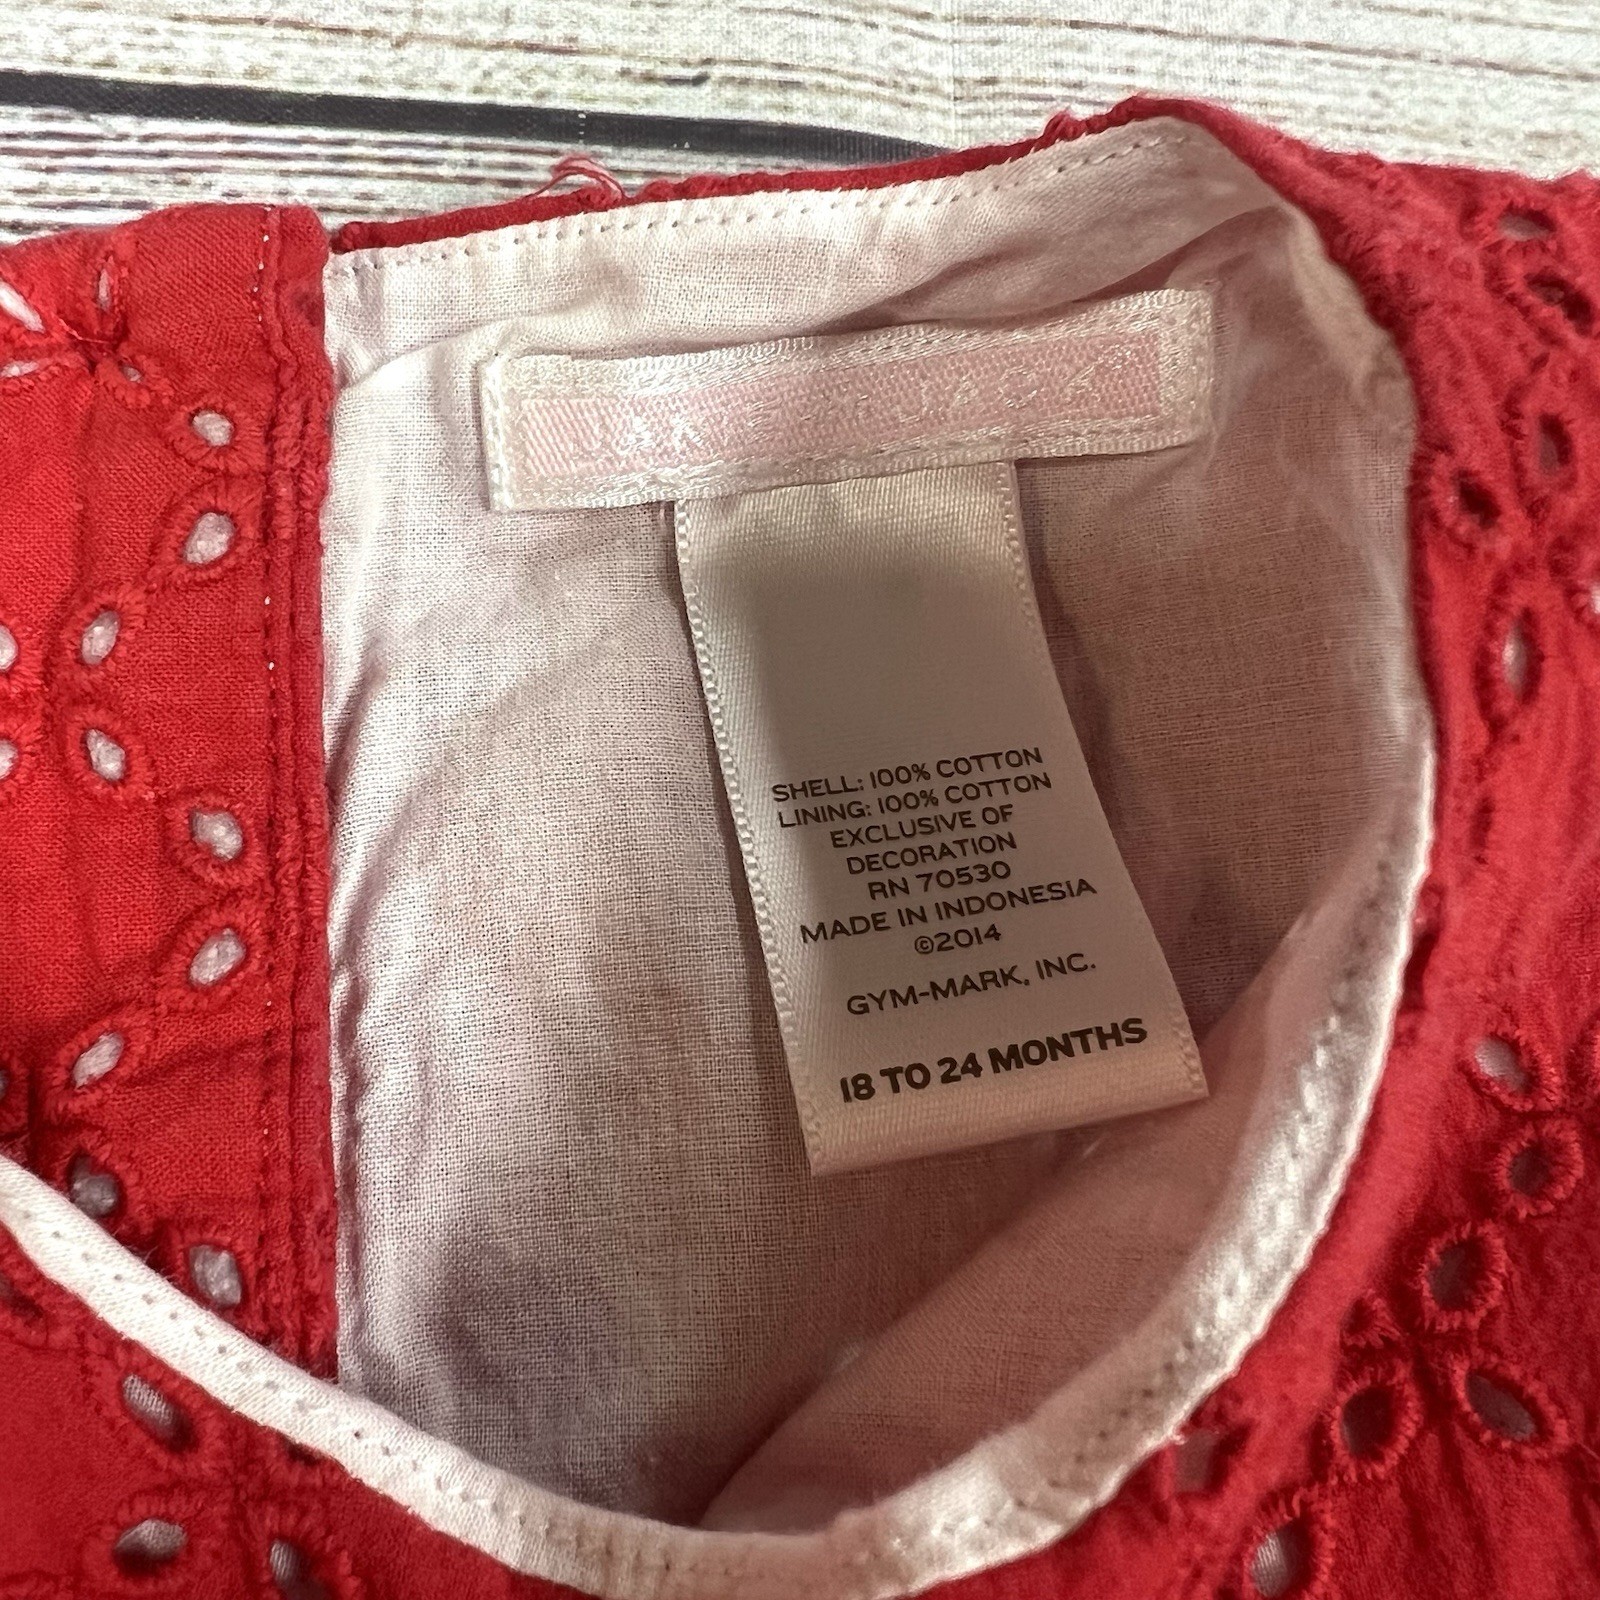 SHELL: 100% COTTON
LINING: 100% COTTON
EXCLUSIVE OF
DECORATION
RN 70530
MADE IN INDONESIA
©2014
GYM-MARK, INC.
18 TO 24 MONTHS